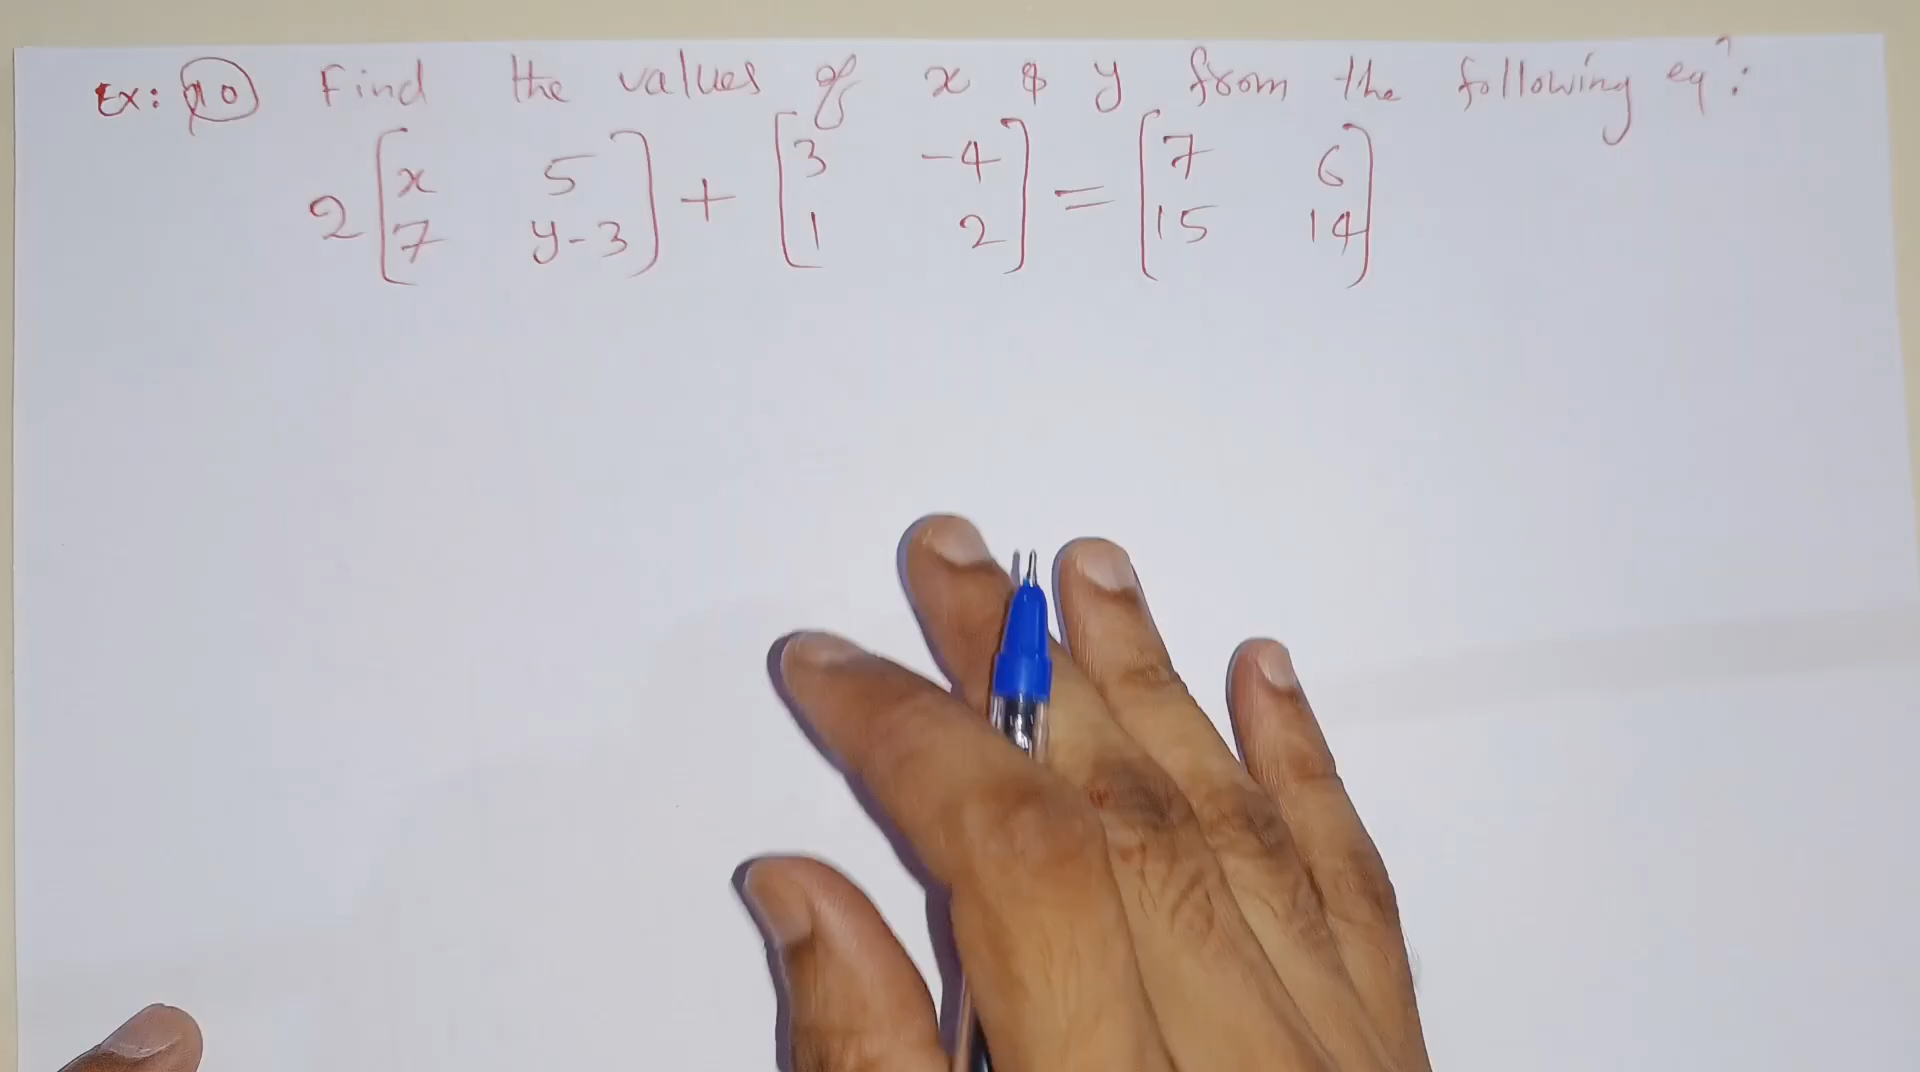 Ex: 10 Find the values of x & y from the following eqⁿ:
2 [x 5; 7 y-3] + [3 -4; 1 2] = [7 6; 15 14]